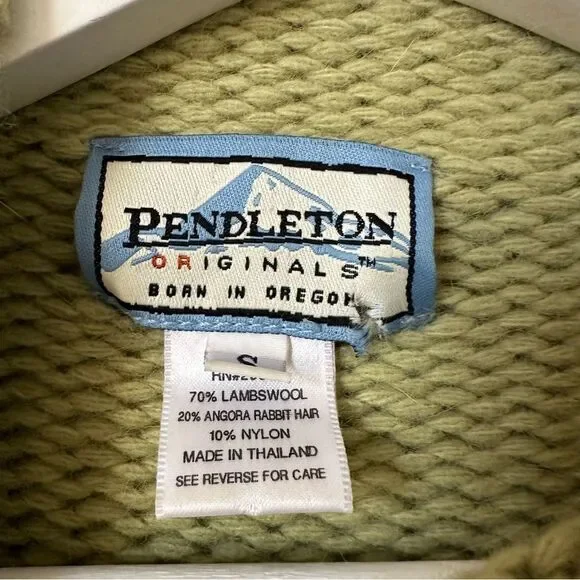 PENDLETON
ORIGINALS™
BORN IN OREGON
S
70% LAMBSWOOL
20% ANGORA RABBIT HAIR
10% NYLON
MADE IN THAILAND
SEE REVERSE FOR CARE